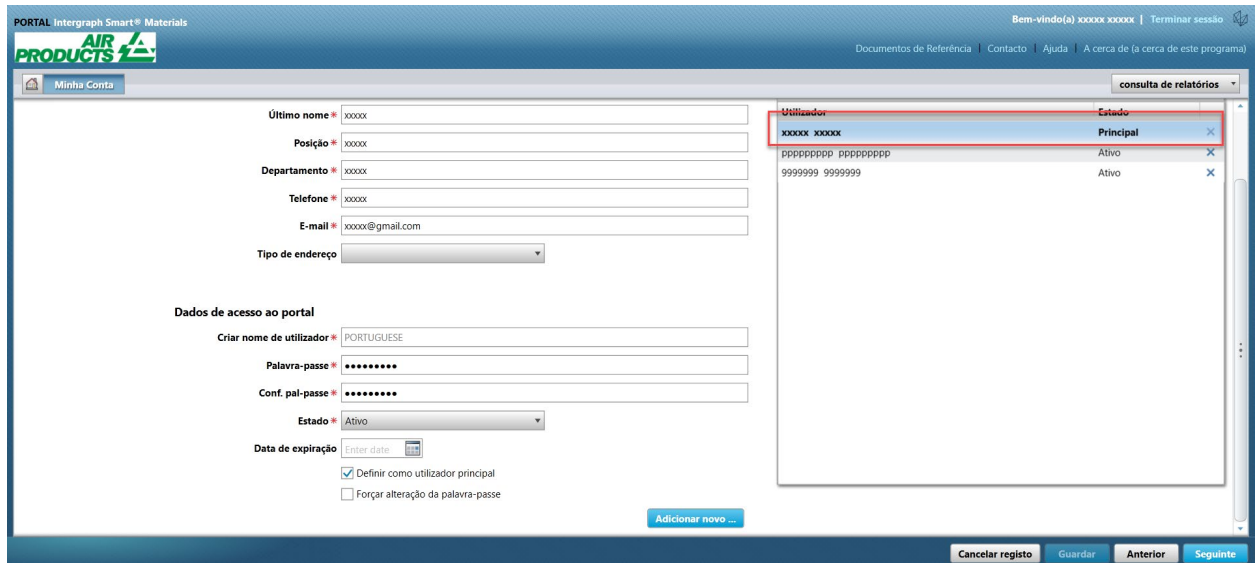 PORTAL Intergraph Smart® Materials
Bem-vindo(a) xxxxx xxxxx | Terminar sessão
AIR PRODUCTS
Documentos de Referência | Contacto | Ajuda | A cerca de (a cerca de este programa)
Minha Conta
consulta de relatórios
Último nome* xxxxx
Posição* xxxxx
Departamento* xxxxx
Telefone* xxxxx
E-mail* xxxxx@gmail.com
Tipo de endereço
Dados de acesso ao portal
Criar nome de utilizador* PORTUGUESE
Palavra-passe* •••••••••
Conf. pal-passe* •••••••••
Estado* Ativo
Data de expiração Enter date
Definir como utilizador principal
Forçar alteração da palavra-passe
Adicionar novo ...
Utilizador Estado
xxxxx xxxxx Principal
ppppppppp ppppppppp Ativo
9999999 9999999 Ativo
Cancelar registo Guardar Anterior Seguinte